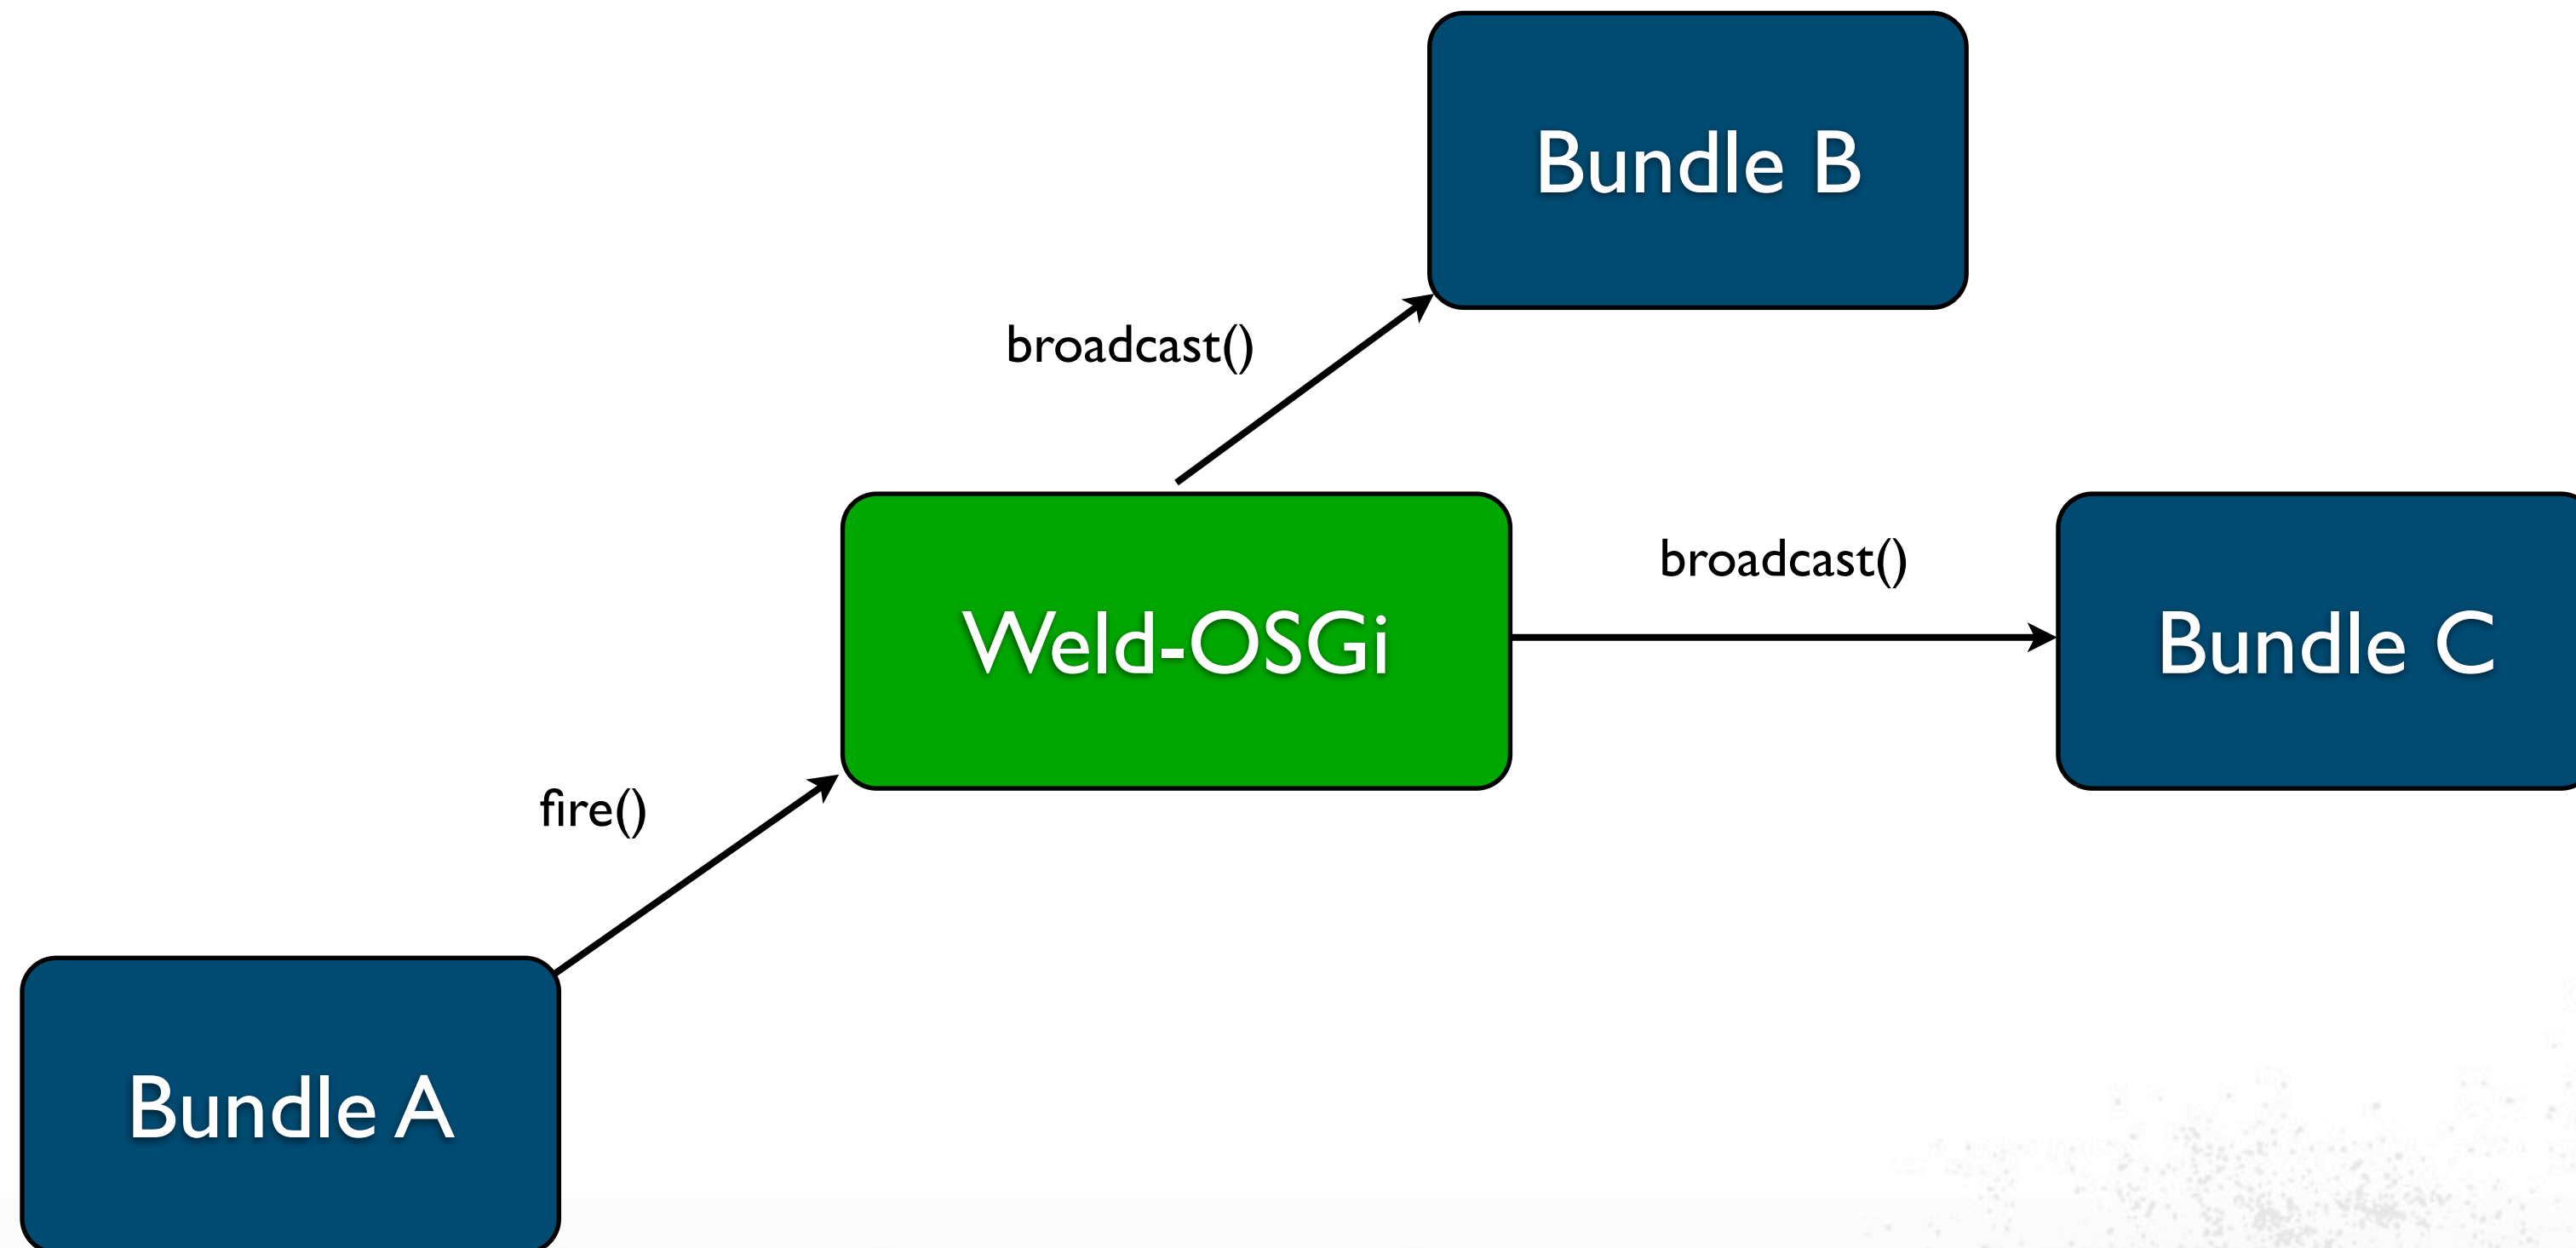 Bundle B
broadcast()
broadcast()
Weld-OSGi
Bundle C
fire()
Bundle A